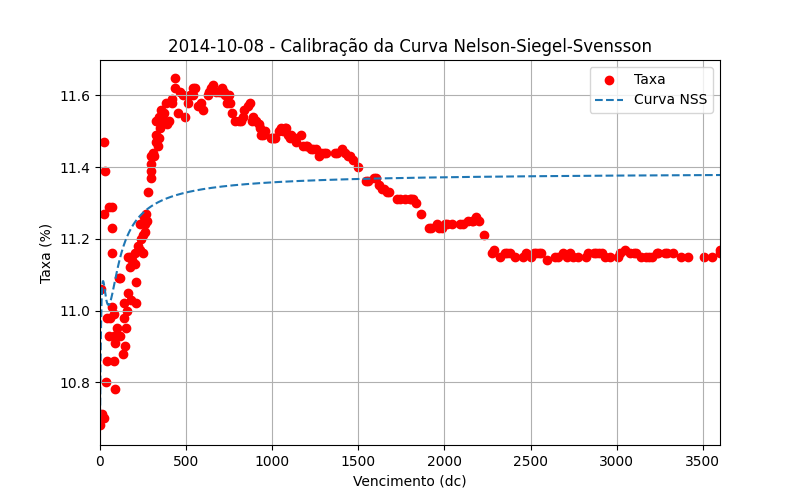 2014-10-08 - Calibração da Curva Nelson-Siegel-Svensson
Taxa
Curva NSS
Taxa (%)
11.6
11.4
11.2
11.0
10.8
0 500 1000 1500 2000 2500 3000 3500
Vencimento (dc)